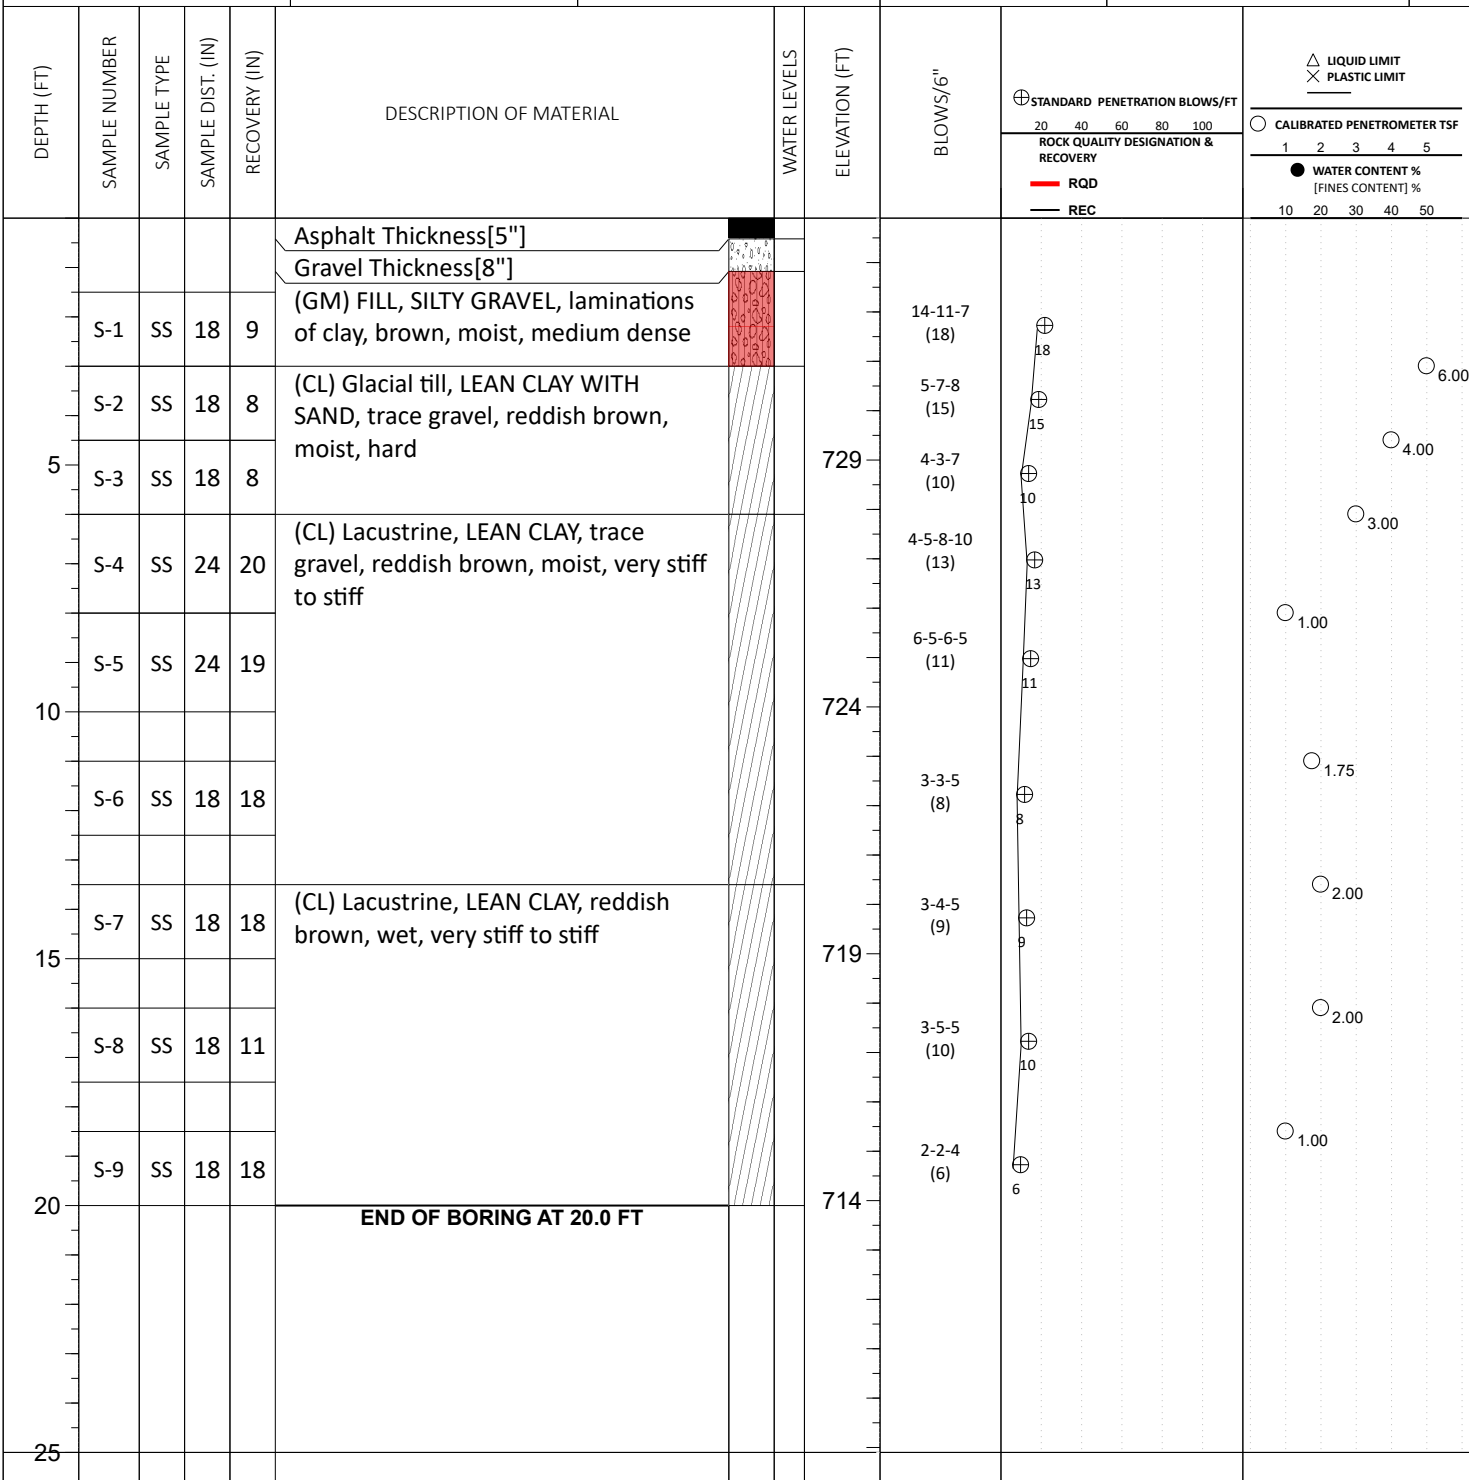 DEPTH (FT)
SAMPLE NUMBER
SAMPLE TYPE
SAMPLE DIST. (IN)
RECOVERY (IN)
DESCRIPTION OF MATERIAL
WATER LEVELS
ELEVATION (FT)
BLOWS/6"
STANDARD PENETRATION BLOWS/FT
20 40 60 80 100
ROCK QUALITY DESIGNATION &
RECOVERY
RQD
REC
LIQUID LIMIT
PLASTIC LIMIT
CALIBRATED PENETROMETER TSF
1 2 3 4 5
WATER CONTENT %
[FINES CONTENT] %
10 20 30 40 50
Asphalt Thickness[5"]
Gravel Thickness[8"]
(GM) FILL, SILTY GRAVEL, laminations
of clay, brown, moist, medium dense
S-1 SS 18 9
14-11-7
(18)
18
(CL) Glacial till, LEAN CLAY WITH
SAND, trace gravel, reddish brown,
moist, hard
S-2 SS 18 8
5-7-8
(15)
15
6.00
5
S-3 SS 18 8
729
4-3-7
(10)
10
4.00
(CL) Lacustrine, LEAN CLAY, trace
gravel, reddish brown, moist, very stiff
to stiff
S-4 SS 24 20
4-5-8-10
(13)
13
3.00
S-5 SS 24 19
6-5-6-5
(11)
11
1.00
10
724
S-6 SS 18 18
3-3-5
(8)
8
1.75
(CL) Lacustrine, LEAN CLAY, reddish
brown, wet, very stiff to stiff
S-7 SS 18 18
3-4-5
(9)
9
2.00
15
719
S-8 SS 18 11
3-5-5
(10)
10
2.00
S-9 SS 18 18
2-2-4
(6)
6
1.00
20
714
END OF BORING AT 20.0 FT
25